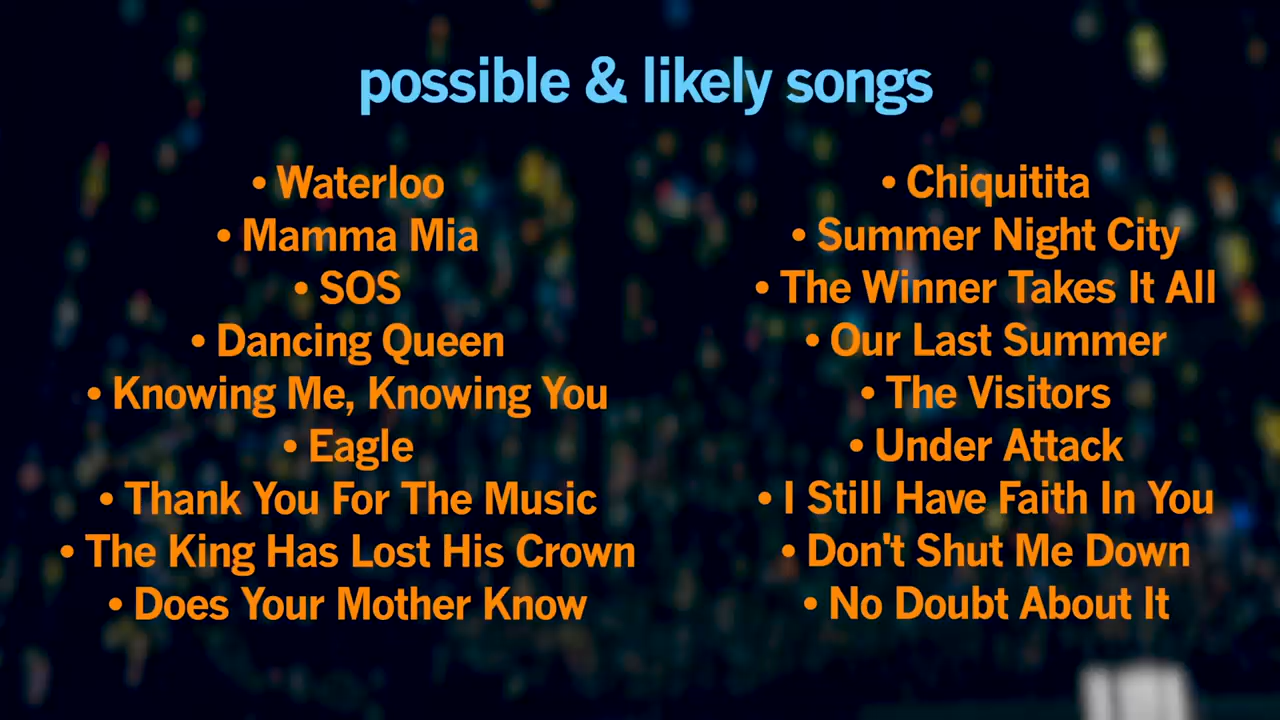 possible & likely songs
• Waterloo
• Mamma Mia
• SOS
• Dancing Queen
• Knowing Me, Knowing You
• Eagle
• Thank You For The Music
• The King Has Lost His Crown
• Does Your Mother Know
• Chiquitita
• Summer Night City
• The Winner Takes It All
• Our Last Summer
• The Visitors
• Under Attack
• I Still Have Faith In You
• Don't Shut Me Down
• No Doubt About It